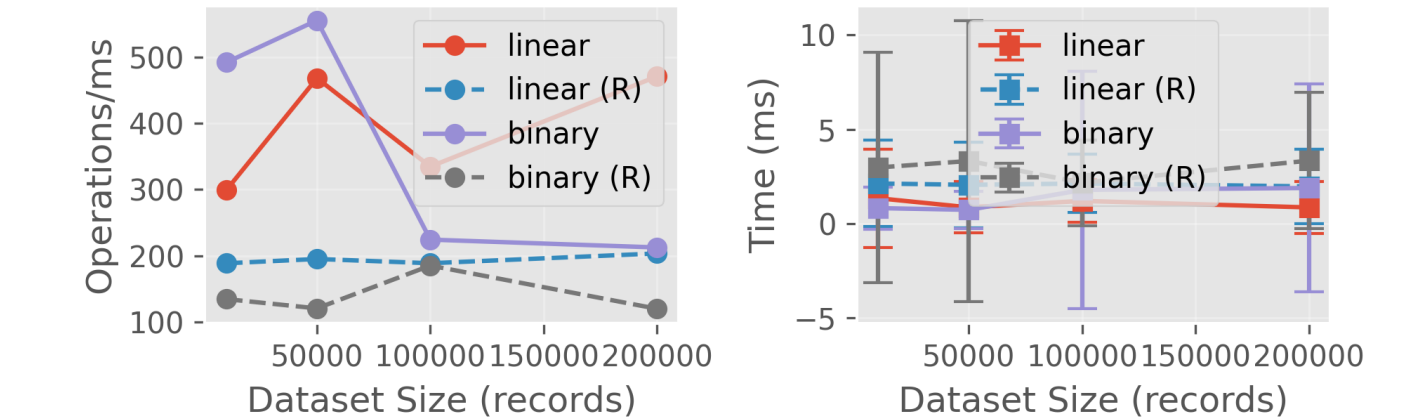 500
400
300
200
100
Operations/ms
50000
100000
150000
200000
Dataset Size (records)
linear
linear (R)
binary
binary (R)
10
5
0
−5
Time (ms)
50000
100000
150000
200000
Dataset Size (records)
linear
linear (R)
binary
binary (R)